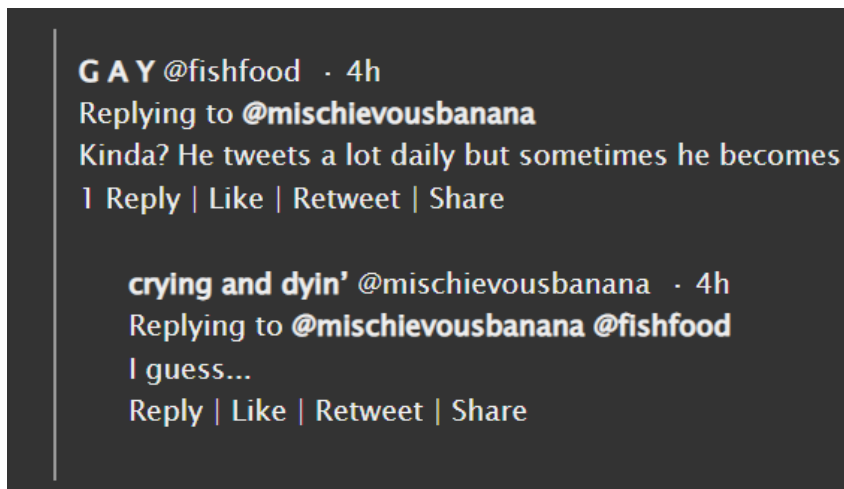 G A Y @fishfood · 4h
Replying to @mischievousbanana
Kinda? He tweets a lot daily but sometimes he becomes
1 Reply | Like | Retweet | Share
crying and dyin’ @mischievousbanana · 4h
Replying to @mischievousbanana @fishfood
I guess...
Reply | Like | Retweet | Share